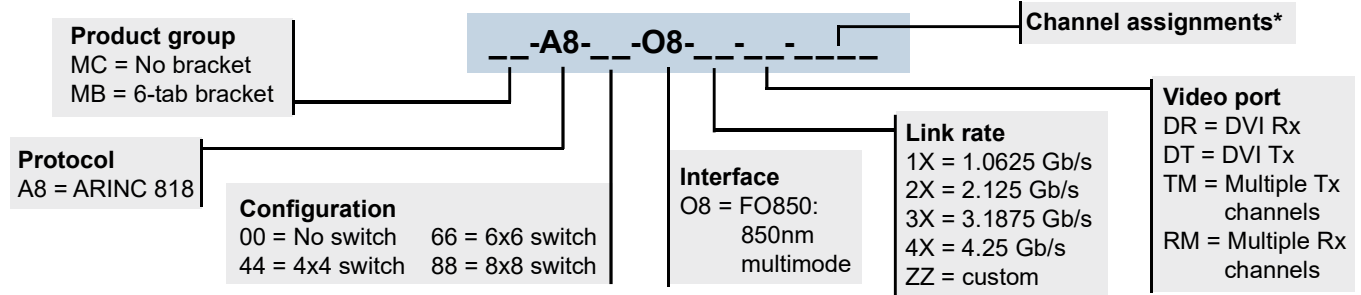 __-A8-__-O8-__-__-____
Channel assignments*
Product group
MC = No bracket
MB = 6-tab bracket
Protocol
A8 = ARINC 818
Configuration
00 = No switch 66 = 6x6 switch
44 = 4x4 switch 88 = 8x8 switch
Interface
O8 = FO850:
850nm
multimode
Link rate
1X = 1.0625 Gb/s
2X = 2.125 Gb/s
3X = 3.1875 Gb/s
4X = 4.25 Gb/s
ZZ = custom
Video port
DR = DVI Rx
DT = DVI Tx
TM = Multiple Tx
channels
RM = Multiple Rx
channels